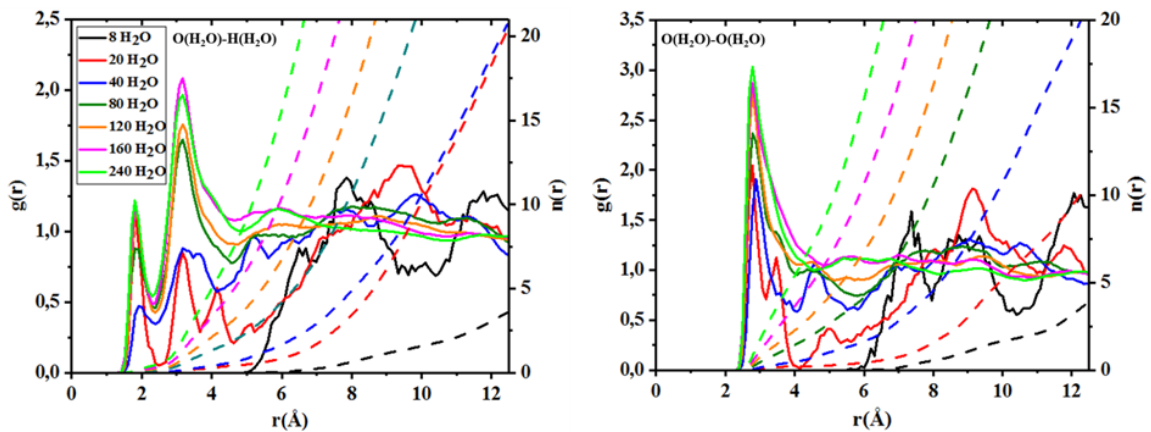 O(H₂O)-H(H₂O)
8 H₂O
20 H₂O
40 H₂O
80 H₂O
120 H₂O
160 H₂O
240 H₂O
g(r)
2,5
2,0
1,5
1,0
0,5
0,0
0 2 4 6 8 10 12
r(Å)
20
15
10
5
0
n(r)
O(H₂O)-O(H₂O)
g(r)
3,5
3,0
2,5
2,0
1,5
1,0
0,5
0,0
0 2 4 6 8 10 12
r(Å)
20
15
10
5
0
n(r)